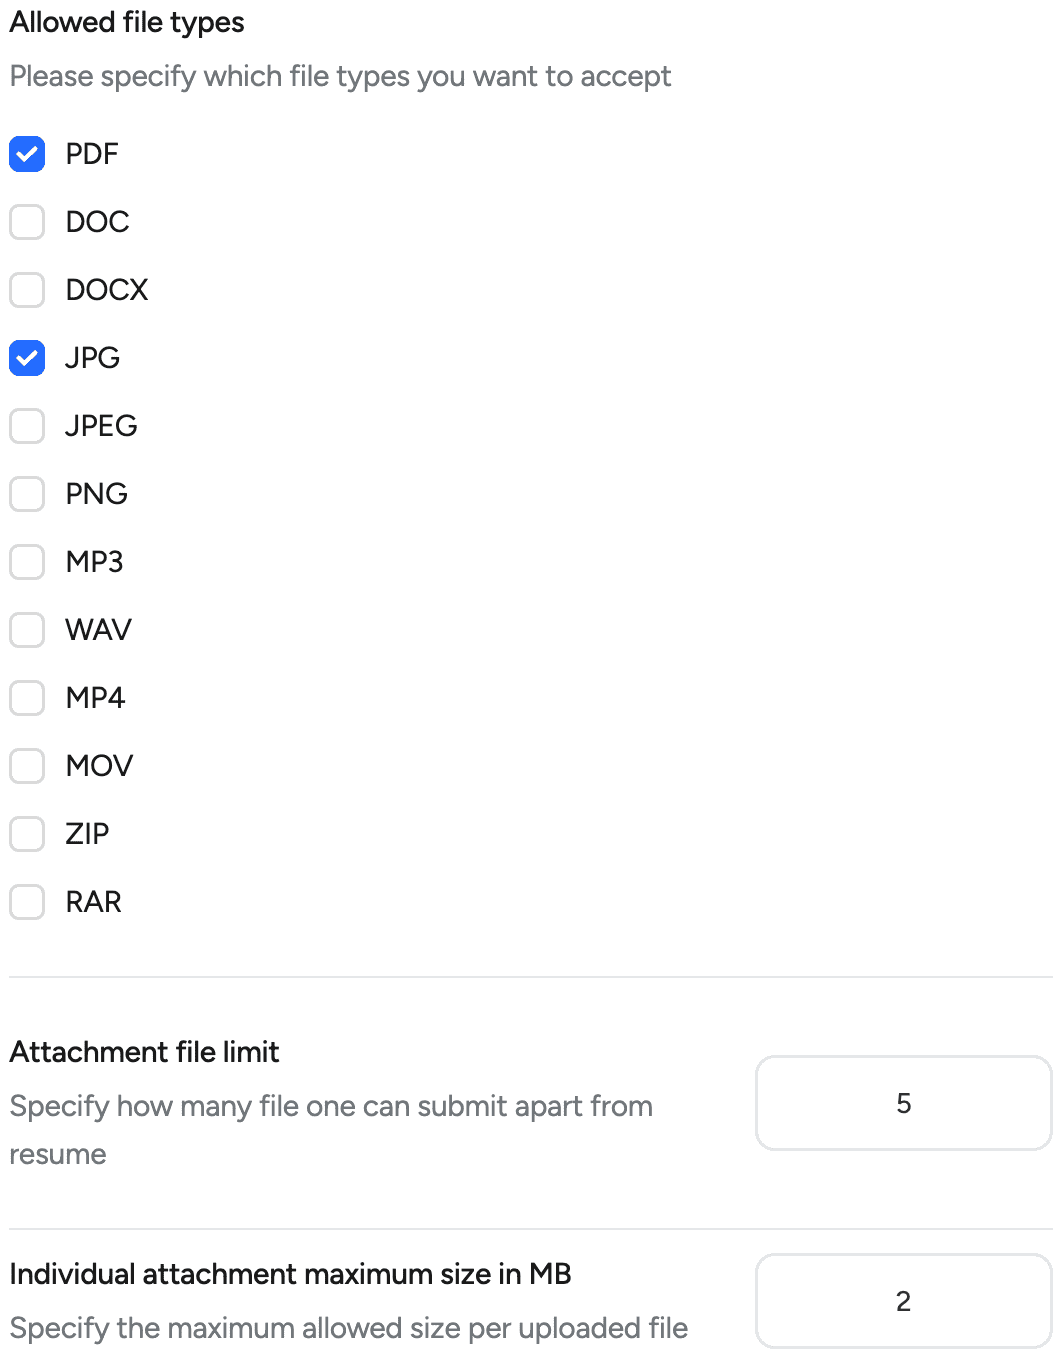 Allowed file types
Please specify which file types you want to accept
PDF
DOC
DOCX
JPG
JPEG
PNG
MP3
WAV
MP4
MOV
ZIP
RAR
Attachment file limit
Specify how many file one can submit apart from
resume
5
Individual attachment maximum size in MB
Specify the maximum allowed size per uploaded file
2